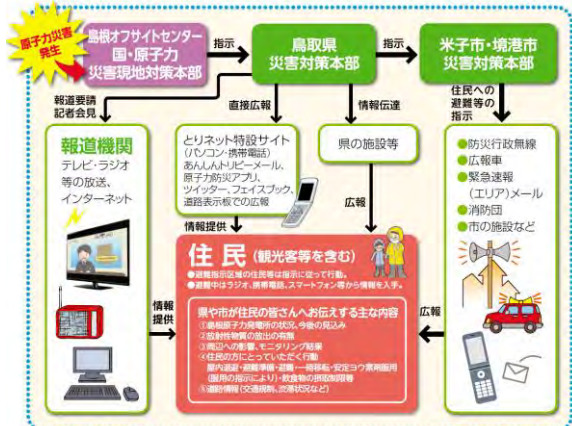 原子力災害
発生
島根オフサイトセンター
国・原子力
災害現地対策本部
指示
鳥取県
災害対策本部
指示
米子市・境港市
災害対策本部
報道要請
記者会見
直接広報
情報伝達
住民への
避難等の
指示
報道機関
テレビ・ラジオ
等の放送、
インターネット
とりネット特設サイト
(パソコン・携帯電話)
あんしんトリピーメール、
原子力防災アプリ、
ツイッター、フェイスブック、
道路表示板での広報
県の施設等
●防災行政無線
●広報車
●緊急速報
(エリア)メール
●消防団
●市の施設など
情報提供
広報
住民(観光客等を含む)
●避難指示区域の住民等は指示に従って行動。
●避難中はラジオ、携帯電話、スマートフォン等から情報を入手。
情報
提供
広報
県や市が住民の皆さんへお伝えする主な内容
①島根原子力発電所の状況、今後の見込み
②放射性物質の放出の有無
③周辺への影響、モニタリング結果
④住民の方にとっていただく行動
屋内退避・避難準備・避難・一時移転・安定ヨウ素剤服用
(服用の指示により)・飲食物の摂取制限等
⑤道路情報(交通規制、渋滞状況など)